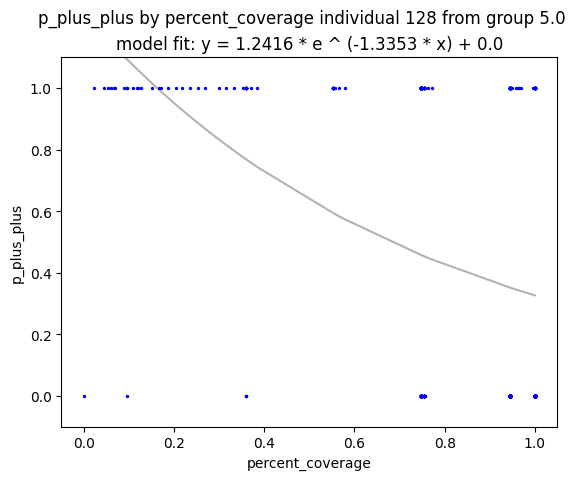 p_plus_plus by percent_coverage individual 128 from group 5.0
model fit: y = 1.2416 * e ^ (-1.3353 * x) + 0.0
p_plus_plus
1.0
0.8
0.6
0.4
0.2
0.0
0.0 0.2 0.4 0.6 0.8 1.0
percent_coverage